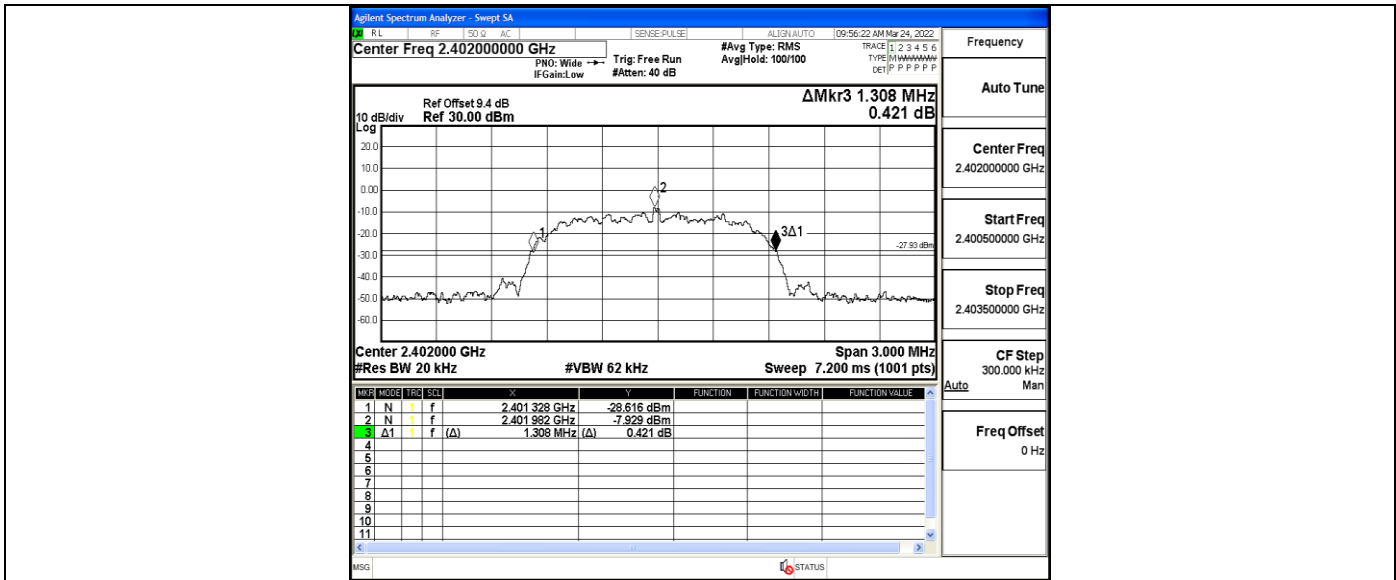 Agilent Spectrum Analyzer - Swept SA
RL RF 50 Ω AC SENSE:PULSE ALIGN AUTO 09:56:22 AM Mar 24, 2022
Center Freq 2.402000000 GHz
PNO: Wide
IFGain:Low
Trig: Free Run
#Atten: 40 dB
#Avg Type: RMS
Avg|Hold: 100/100
TRACE 1 2 3 4 5 6
TYPE M W W W W W
DET P P P P P P
ΔMkr3 1.308 MHz
0.421 dB
Ref Offset 9.4 dB
10 dB/div Ref 30.00 dBm
Log
20.0
10.0
0.00
-10.0
-20.0
-30.0
-40.0
-50.0
-60.0
2
1
3Δ1
-27.93 dBm
Center 2.402000 GHz Span 3.000 MHz
#Res BW 20 kHz #VBW 62 kHz Sweep 7.200 ms (1001 pts)
MKR MODE TRC SCL X Y FUNCTION FUNCTION WIDTH FUNCTION VALUE
1 N 1 f 2.401 328 GHz -28.616 dBm
2 N 1 f 2.401 982 GHz -7.929 dBm
3 Δ1 1 f (Δ) 1.308 MHz (Δ) 0.421 dB
4
5
6
7
8
9
10
11
MSG STATUS
Frequency
Auto Tune
Center Freq
2.402000000 GHz
Start Freq
2.400500000 GHz
Stop Freq
2.403500000 GHz
CF Step
300.000 kHz
Auto Man
Freq Offset
0 Hz